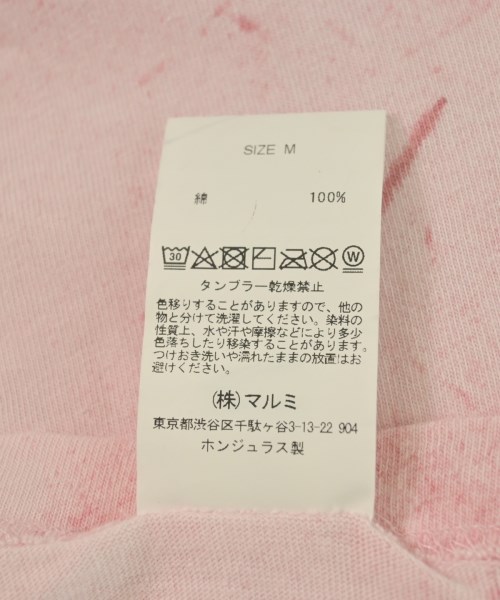 SIZE M
綿 100%
30 W
タンブラー乾燥禁止
色移りすることがありますので、他の
物と分けて洗濯してください。染料の
性質上、水や汗や摩擦などにより多少
色落ちしたり移染することがあります。
つけおき洗いや濡れたままの放置はお
避けください。
(株)マルミ
東京都渋谷区千駄ヶ谷3-13-22 904
ホンジュラス製